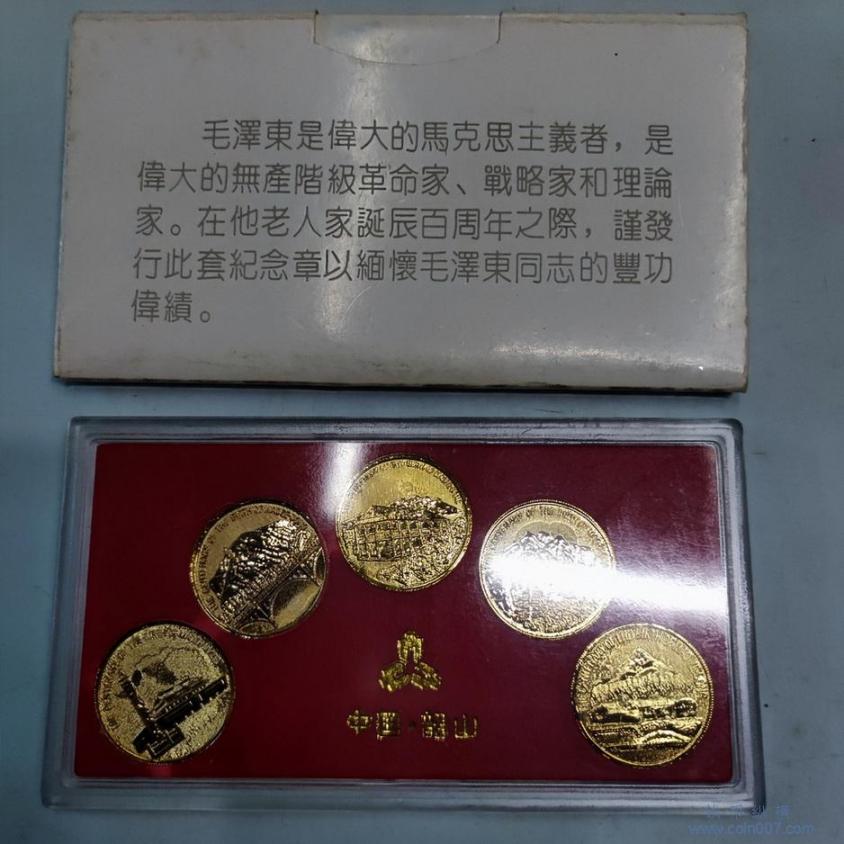 毛澤東是偉大的馬克思主義者，是
偉大的無產階級革命家、戰略家和理論
家。在他老人家誕辰百周年之際，謹發
行此套紀念章以緬懷毛澤東同志的豐功
偉績。
中國·韶山
www.coin007.com